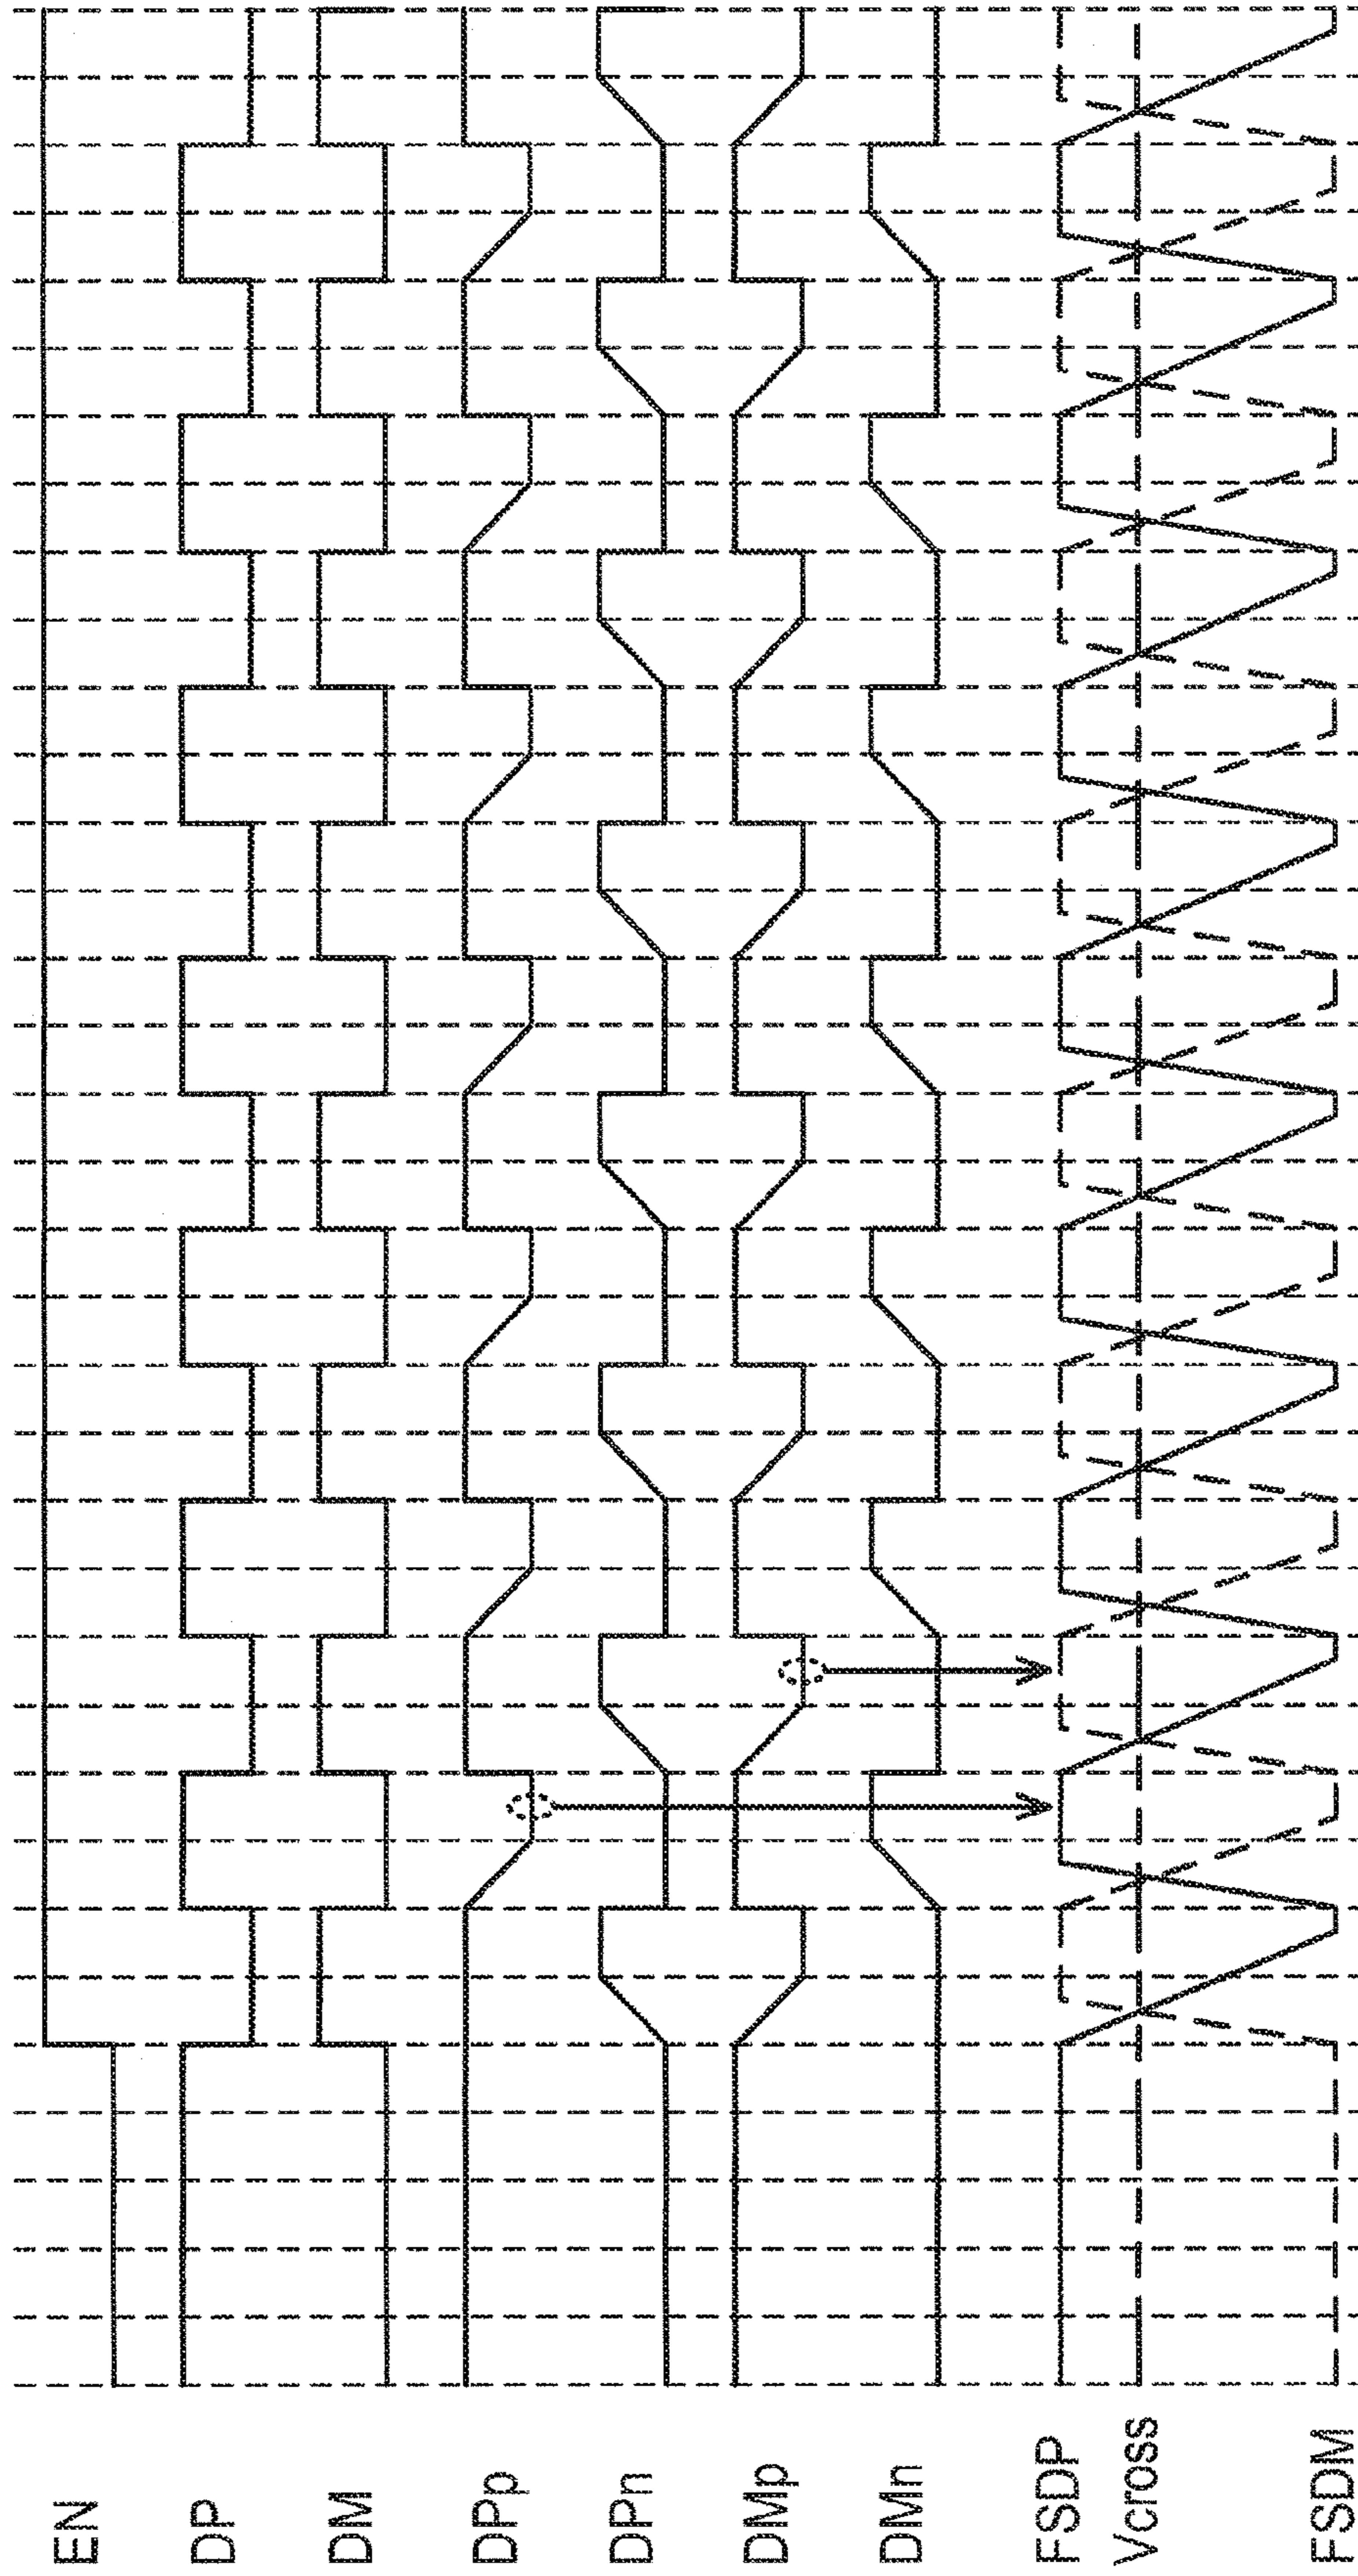 EN
DP
DM
DPp
DPn
DMp
DMn
FSDP
Vcross
FSDM